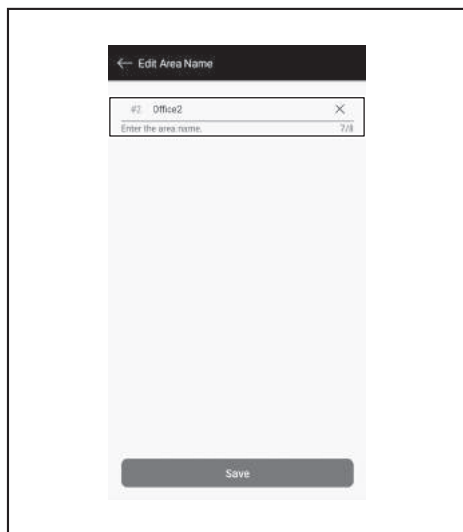 ← Edit Area Name
#2 Office2 ×
Enter the area name. 7/8
Save